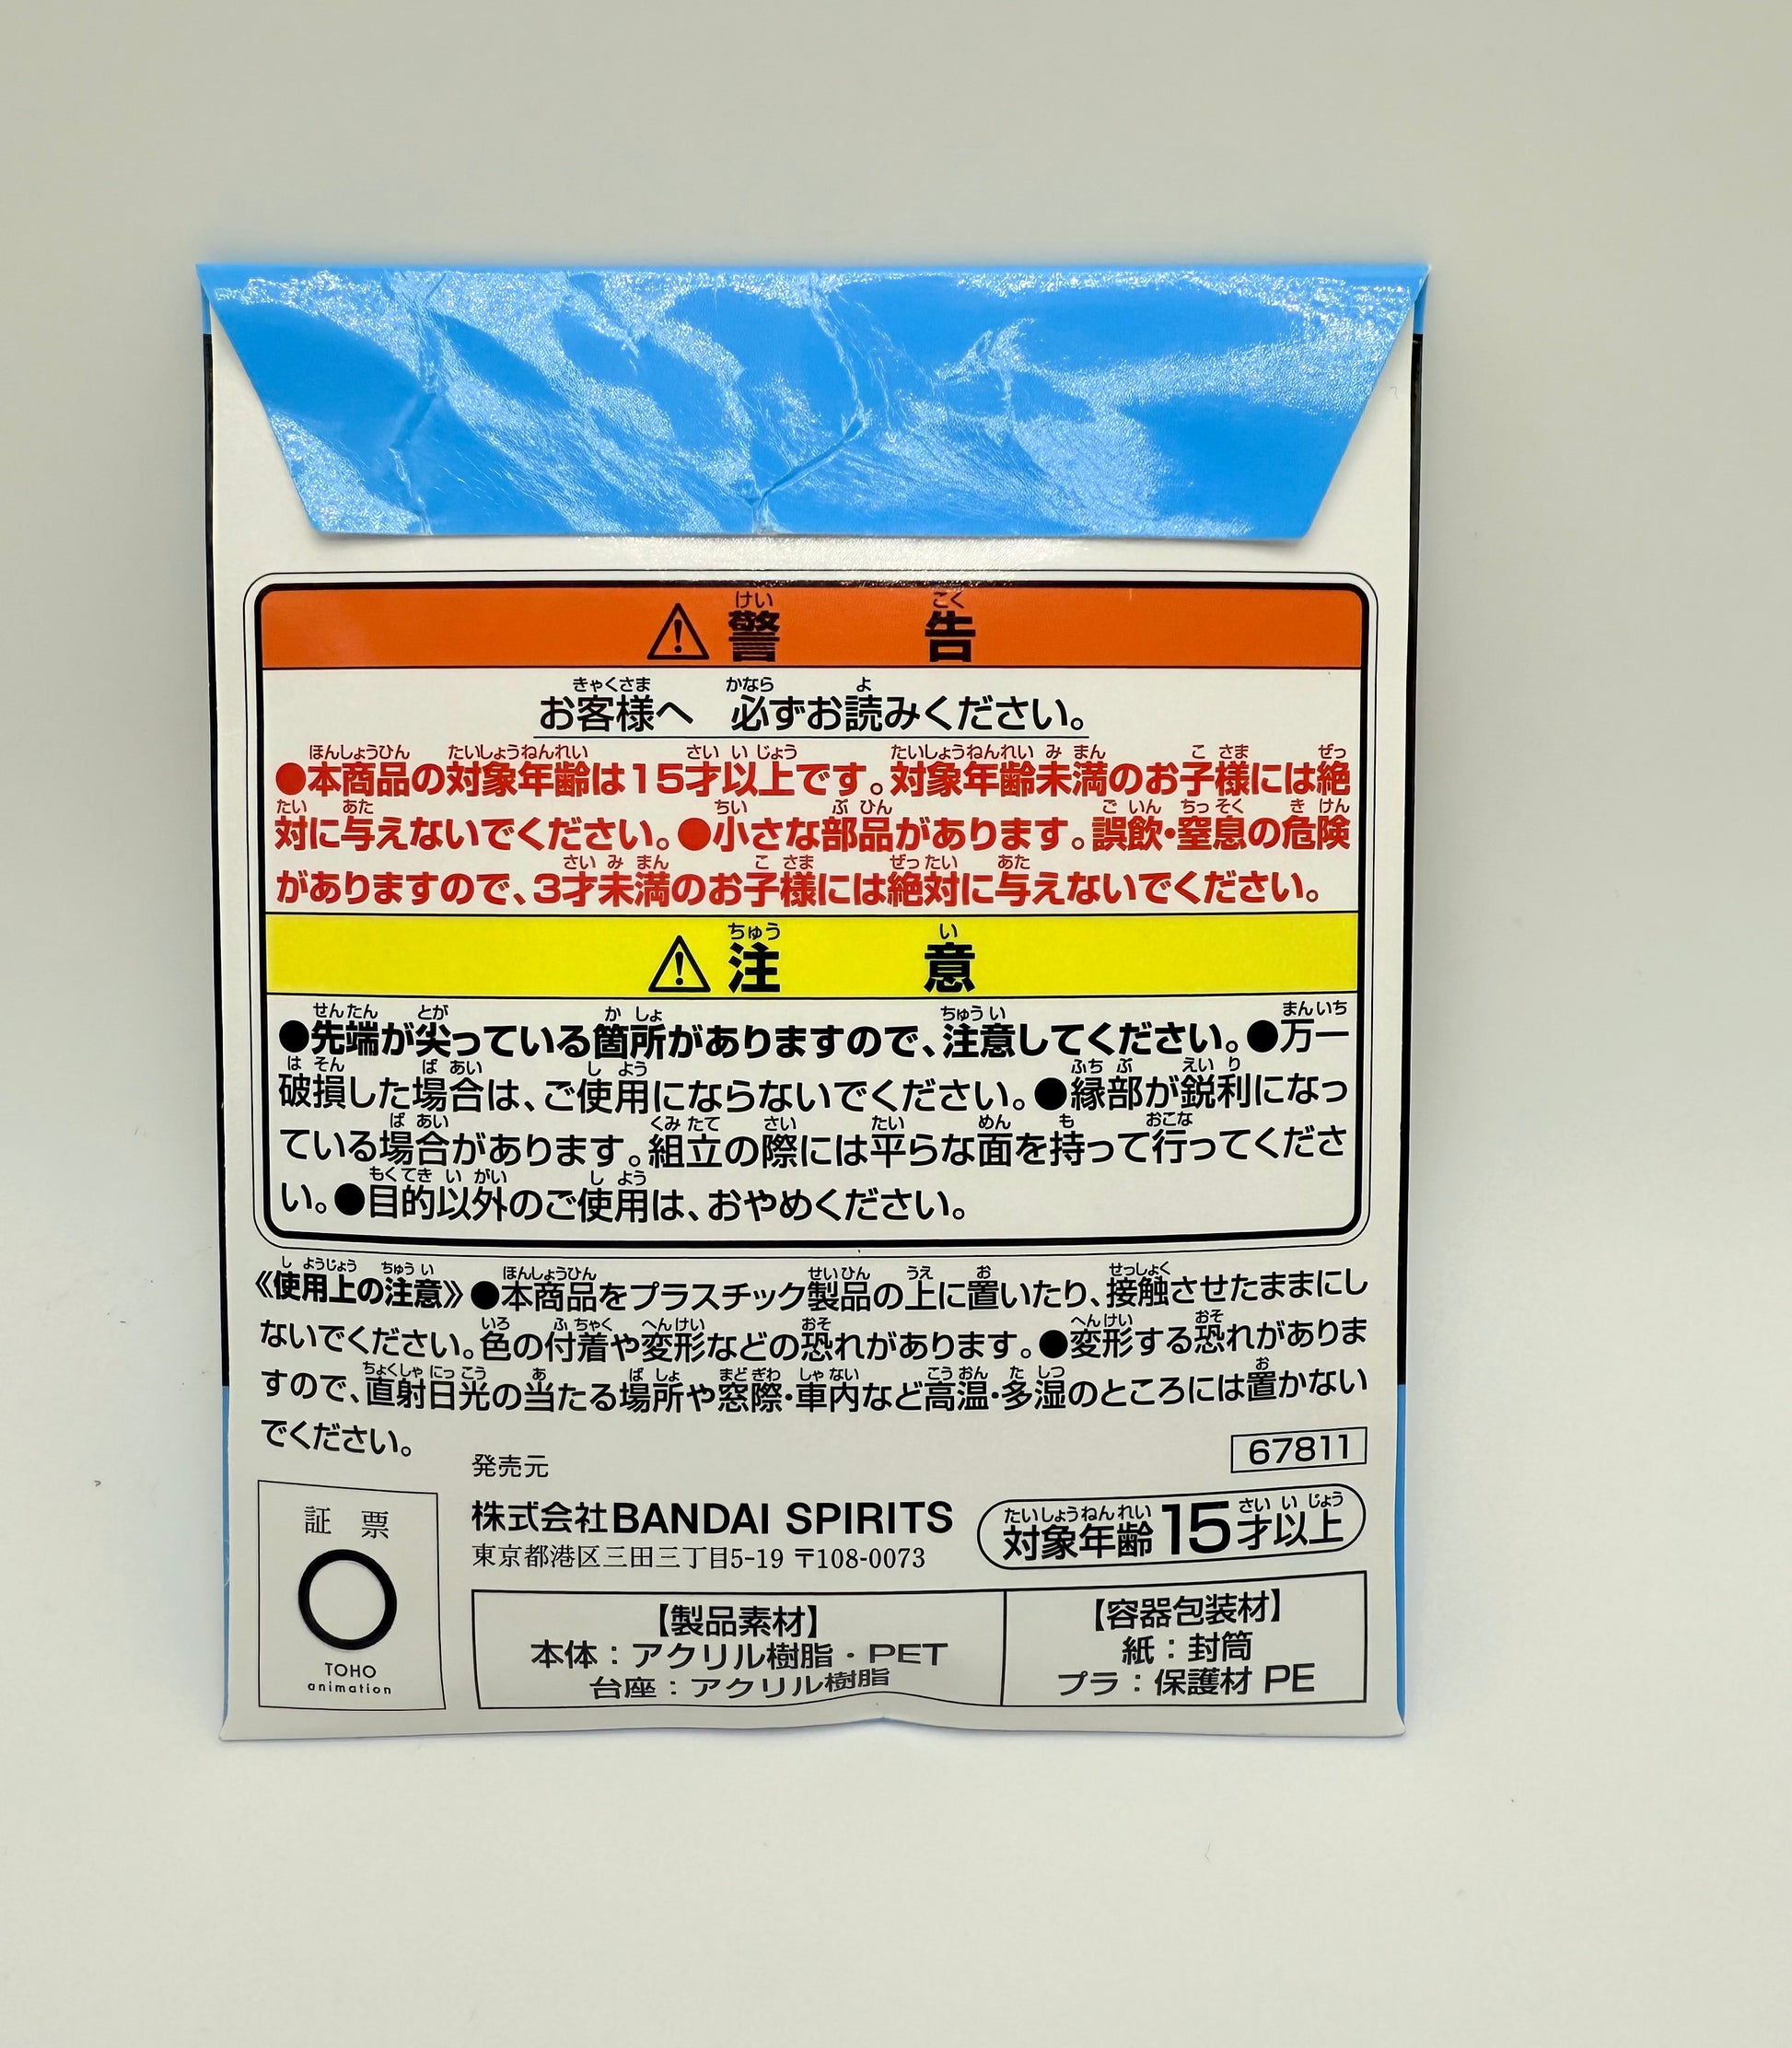 ⚠警告
お客様へ 必ずお読みください。
●本商品の対象年齢は15才以上です。対象年齢未満のお子様には絶
対に与えないでください。●小さな部品があります。誤飲・窒息の危険
がありますので、3才未満のお子様には絶対に与えないでください。
⚠注意
●先端が尖っている箇所がありますので、注意してください。●万一
破損した場合は、ご使用にならないでください。●縁部が鋭利になっ
ている場合があります。組立の際には平らな面を持って行ってくださ
い。●目的以外のご使用は、おやめください。
《使用上の注意》●本商品をプラスチック製品の上に置いたり、接触させたままにし
ないでください。色の付着や変形などの恐れがあります。●変形する恐れがありま
すので、直射日光の当たる場所や窓際・車内など高温・多湿のところには置かない
でください。
67811
発売元
株式会社BANDAI SPIRITS
東京都港区三田三丁目5-19 〒108-0073
対象年齢15才以上
証票
TOHO
animation
【製品素材】
本体：アクリル樹脂・PET
台座：アクリル樹脂
【容器包装材】
紙：封筒
プラ：保護材 PE